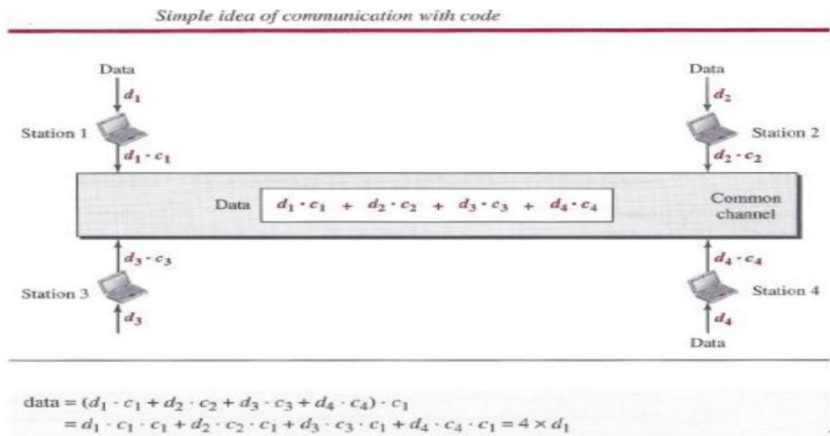 Simple idea of communication with code
Data Data
d₁ d₂
Station 1 Station 2
d₁ · c₁ d₂ · c₂
Data d₁ · c₁ + d₂ · c₂ + d₃ · c₃ + d₄ · c₄ Common channel
d₃ · c₃ d₄ · c₄
Station 3 Station 4
d₃ d₄
Data
data = (d₁ · c₁ + d₂ · c₂ + d₃ · c₃ + d₄ · c₄) · c₁
= d₁ · c₁ · c₁ + d₂ · c₂ · c₁ + d₃ · c₃ · c₁ + d₄ · c₄ · c₁ = 4 × d₁